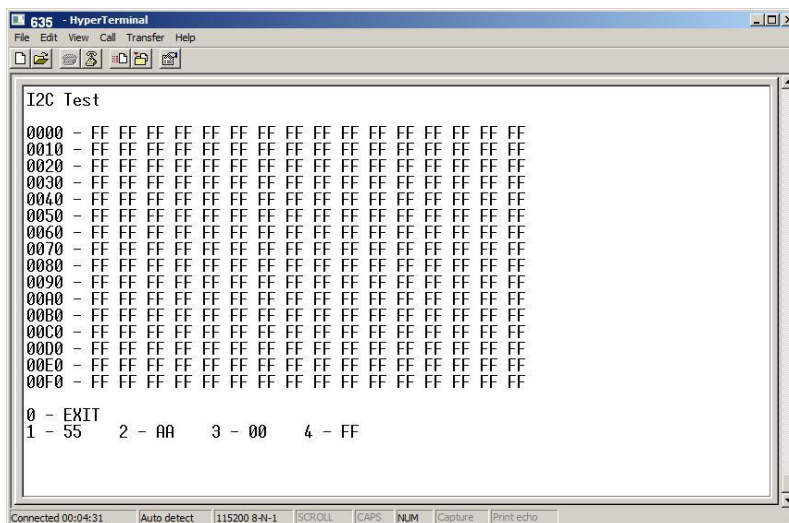 635 - HyperTerminal
File Edit View Call Transfer Help
I2C Test
0000 - FF FF FF FF FF FF FF FF FF FF FF FF FF FF FF FF
0010 - FF FF FF FF FF FF FF FF FF FF FF FF FF FF FF FF
0020 - FF FF FF FF FF FF FF FF FF FF FF FF FF FF FF FF
0030 - FF FF FF FF FF FF FF FF FF FF FF FF FF FF FF FF
0040 - FF FF FF FF FF FF FF FF FF FF FF FF FF FF FF FF
0050 - FF FF FF FF FF FF FF FF FF FF FF FF FF FF FF FF
0060 - FF FF FF FF FF FF FF FF FF FF FF FF FF FF FF FF
0070 - FF FF FF FF FF FF FF FF FF FF FF FF FF FF FF FF
0080 - FF FF FF FF FF FF FF FF FF FF FF FF FF FF FF FF
0090 - FF FF FF FF FF FF FF FF FF FF FF FF FF FF FF FF
00A0 - FF FF FF FF FF FF FF FF FF FF FF FF FF FF FF FF
00B0 - FF FF FF FF FF FF FF FF FF FF FF FF FF FF FF FF
00C0 - FF FF FF FF FF FF FF FF FF FF FF FF FF FF FF FF
00D0 - FF FF FF FF FF FF FF FF FF FF FF FF FF FF FF FF
00E0 - FF FF FF FF FF FF FF FF FF FF FF FF FF FF FF FF
00F0 - FF FF FF FF FF FF FF FF FF FF FF FF FF FF FF FF
0 - EXIT
1 - 55 2 - AA 3 - 00 4 - FF
Connected 00:04:31 Auto detect 115200 8-N-1 SCROLL CAPS NUM Capture Print echo